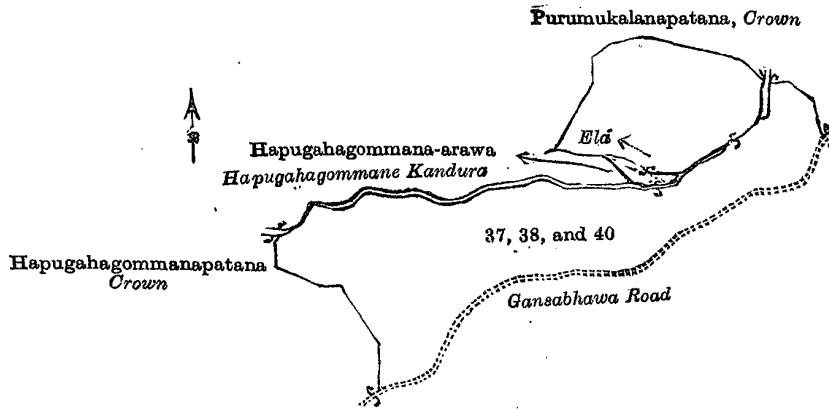 Purumukalanapatana, Crown
Elá
Hapugahagommana-arawa
Hapugahagommane Kandura
37, 38, and 40
Hapugahagommanapatana
Crown
Gansabhawa Road